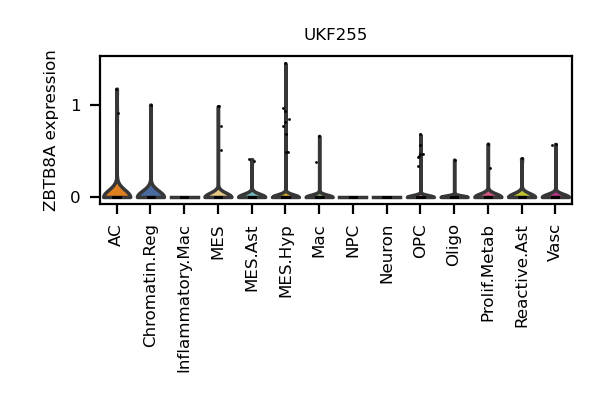 UKF255
ZBTB8A expression
1
0
AC
Chromatin.Reg
Inflammatory.Mac
MES
MES.Ast
MES.Hyp
Mac
NPC
Neuron
OPC
Oligo
Prolif.Metab
Reactive.Ast
Vasc